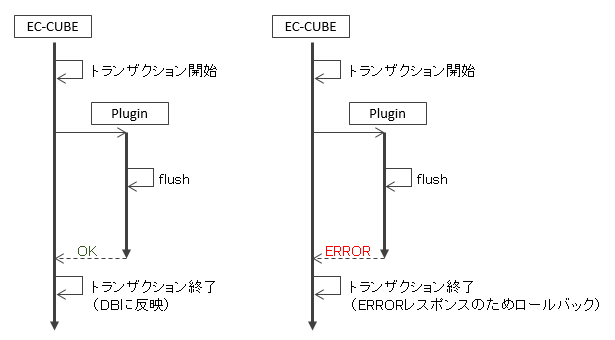 EC-CUBE
トランザクション開始
Plugin
flush
OK
トランザクション終了
（DBに反映）
EC-CUBE
トランザクション開始
Plugin
flush
ERROR
トランザクション終了
（ERRORレスポンスのためロールバック）